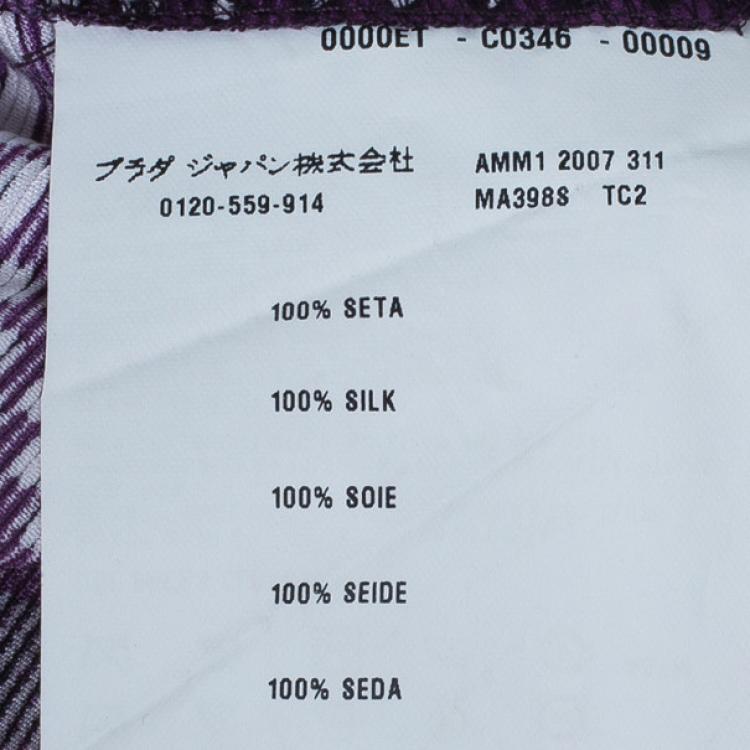 0000ET - C0346 - 00009
プラダ ジャパン株式会社
0120-559-914
AMM1 2007 311
MA398S TC2
100% SETA
100% SILK
100% SOIE
100% SEIDE
100% SEDA